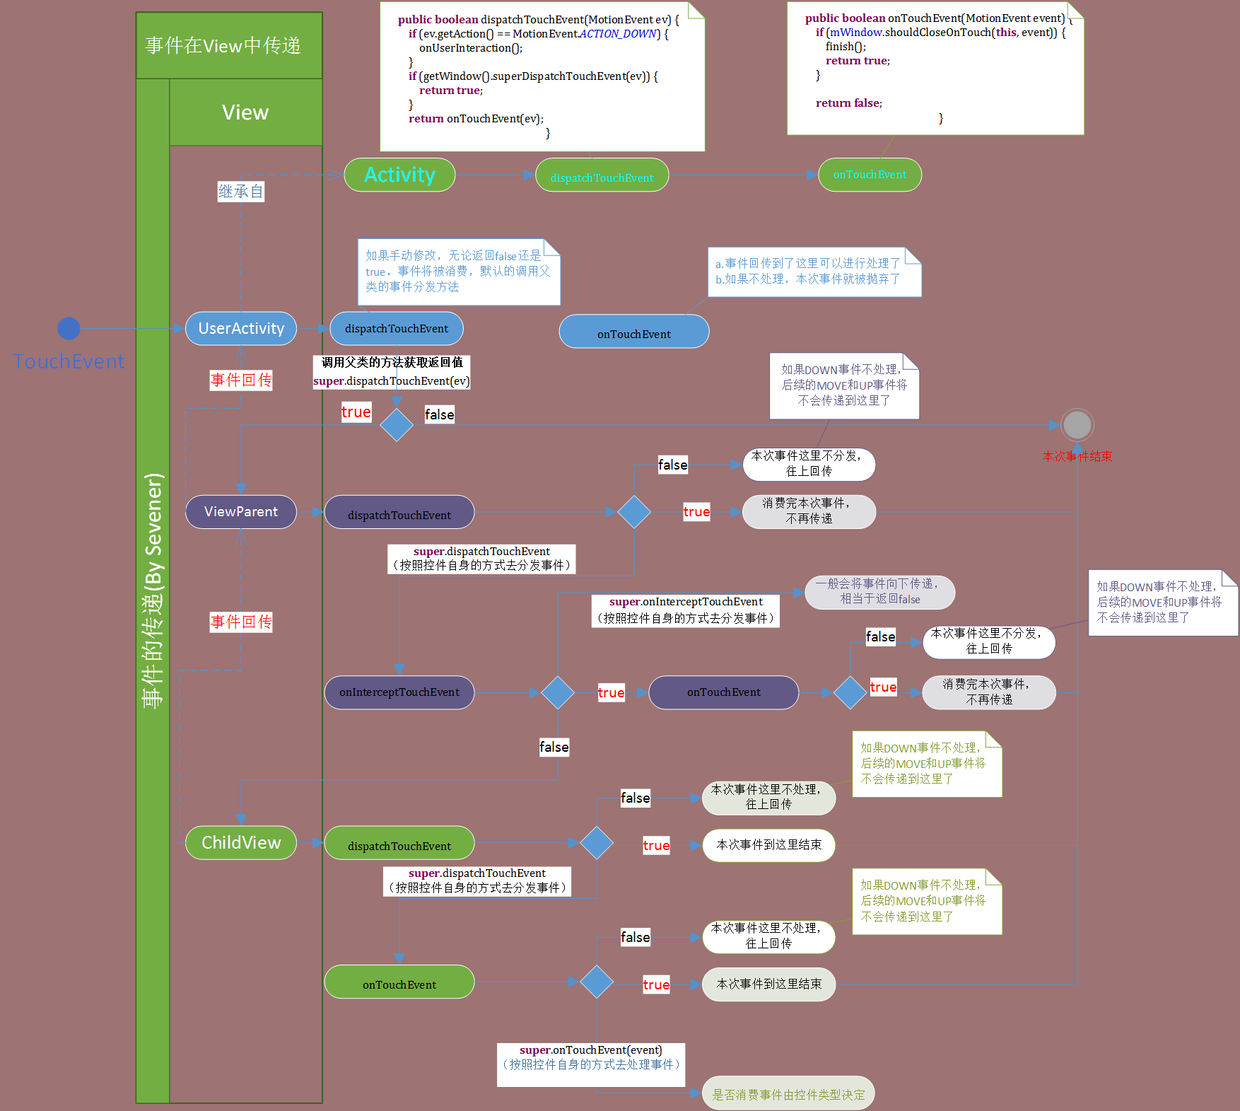 事件在View中传递
View
事件的传递(By Sevener)
public boolean dispatchTouchEvent(MotionEvent ev) {
if (ev.getAction() == MotionEvent.ACTION_DOWN) {
onUserInteraction();
}
if (getWindow().superDispatchTouchEvent(ev)) {
return true;
}
return onTouchEvent(ev);
}
public boolean onTouchEvent(MotionEvent event) {
if (mWindow.shouldCloseOnTouch(this, event)) {
finish();
return true;
}
return false;
}
Activity
dispatchTouchEvent
onTouchEvent
继承自
如果手动修改，无论返回false还是
true，事件将被消费，默认的调用父
类的事件分发方法
a.事件回传到了这里可以进行处理了
b.如果不处理，本次事件就被抛弃了
TouchEvent
UserActivity
dispatchTouchEvent
onTouchEvent
调用父类的方法获取返回值
super.dispatchTouchEvent(ev)
事件回传
true
false
如果DOWN事件不处理，
后续的MOVE和UP事件将
不会传递到这里了
本次事件结束
false
本次事件这里不分发，
往上回传
ViewParent
dispatchTouchEvent
true
消费完本次事件，
不再传递
super.dispatchTouchEvent
（按照控件自身的方式去分发事件）
一般会将事件向下传递，
相当于返回false
super.onInterceptTouchEvent
（按照控件自身的方式去分发事件）
如果DOWN事件不处理，
后续的MOVE和UP事件将
不会传递到这里了
事件回传
false
本次事件这里不分发，
往上回传
onInterceptTouchEvent
true
onTouchEvent
true
消费完本次事件，
不再传递
false
如果DOWN事件不处理，
后续的MOVE和UP事件将
不会传递到这里了
false
本次事件这里不处理，
往上回传
ChildView
dispatchTouchEvent
true
本次事件到这里结束
super.dispatchTouchEvent
（按照控件自身的方式去分发事件）
如果DOWN事件不处理，
后续的MOVE和UP事件将
不会传递到这里了
false
本次事件这里不处理，
往上回传
onTouchEvent
true
本次事件到这里结束
super.onTouchEvent(event)
（按照控件自身的方式去处理事件）
是否消费事件由控件类型决定